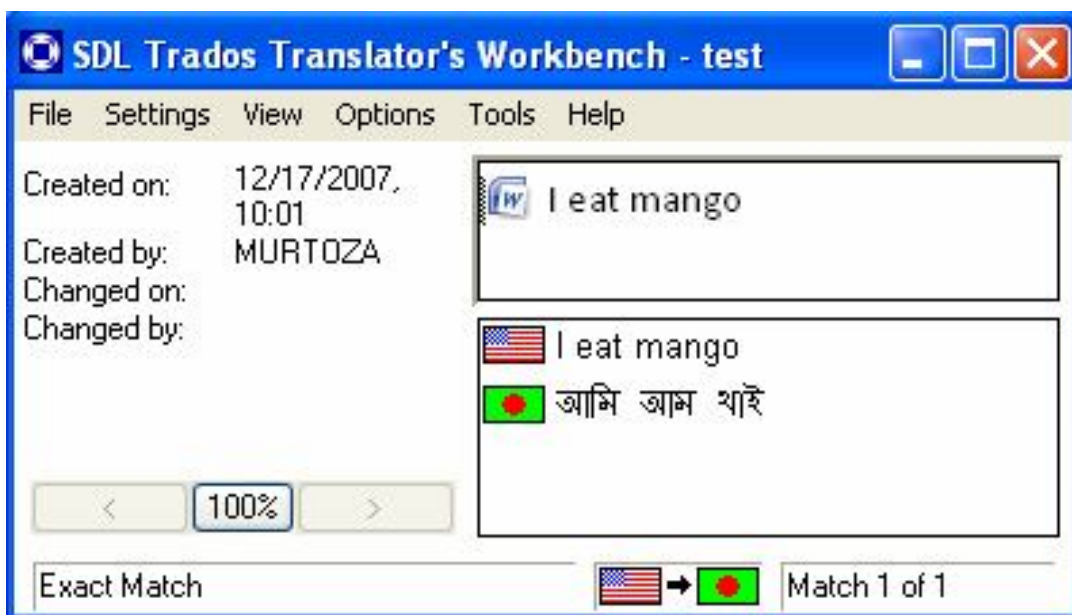 SDL Trados Translator's Workbench - test
File Settings View Options Tools Help
Created on: 12/17/2007,
10:01
Created by: MURTOZA
Changed on:
Changed by:
I eat mango
I eat mango
আমি আম খাই
< 100% >
Exact Match
Match 1 of 1